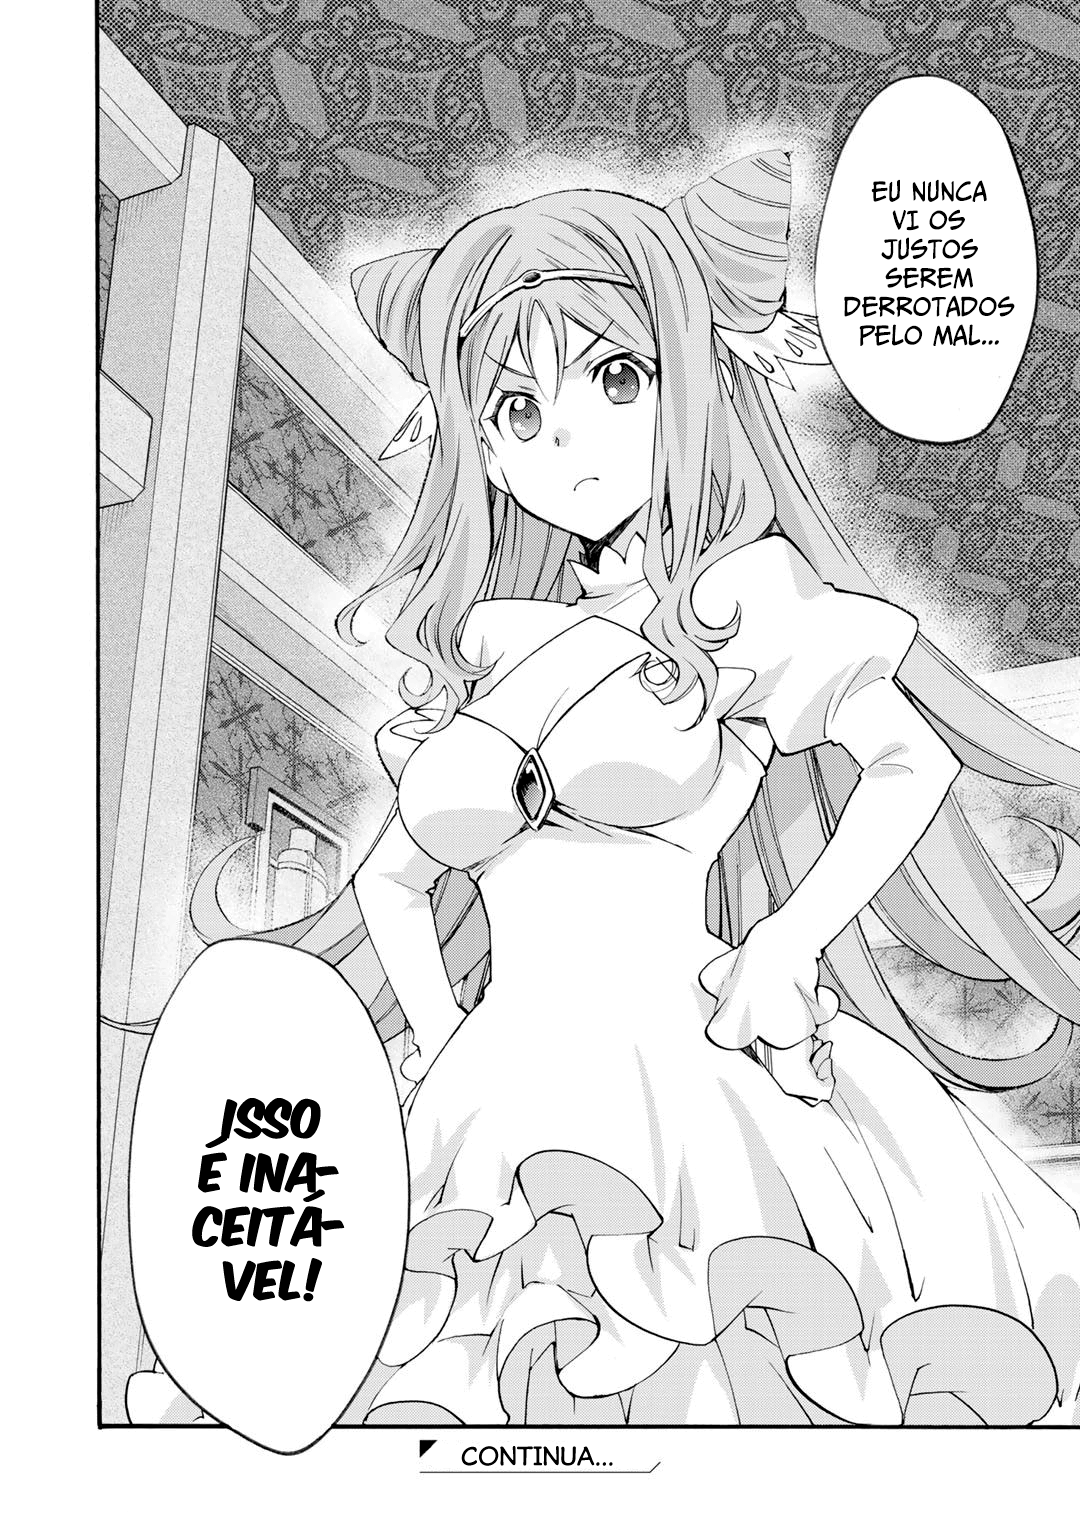 EU NUNCA
VI OS
JUSTOS
SEREM
DERROTADOS
PELO MAL...
ISSO
E INA-
CEITÁ-
VEL!
CONTINUA...